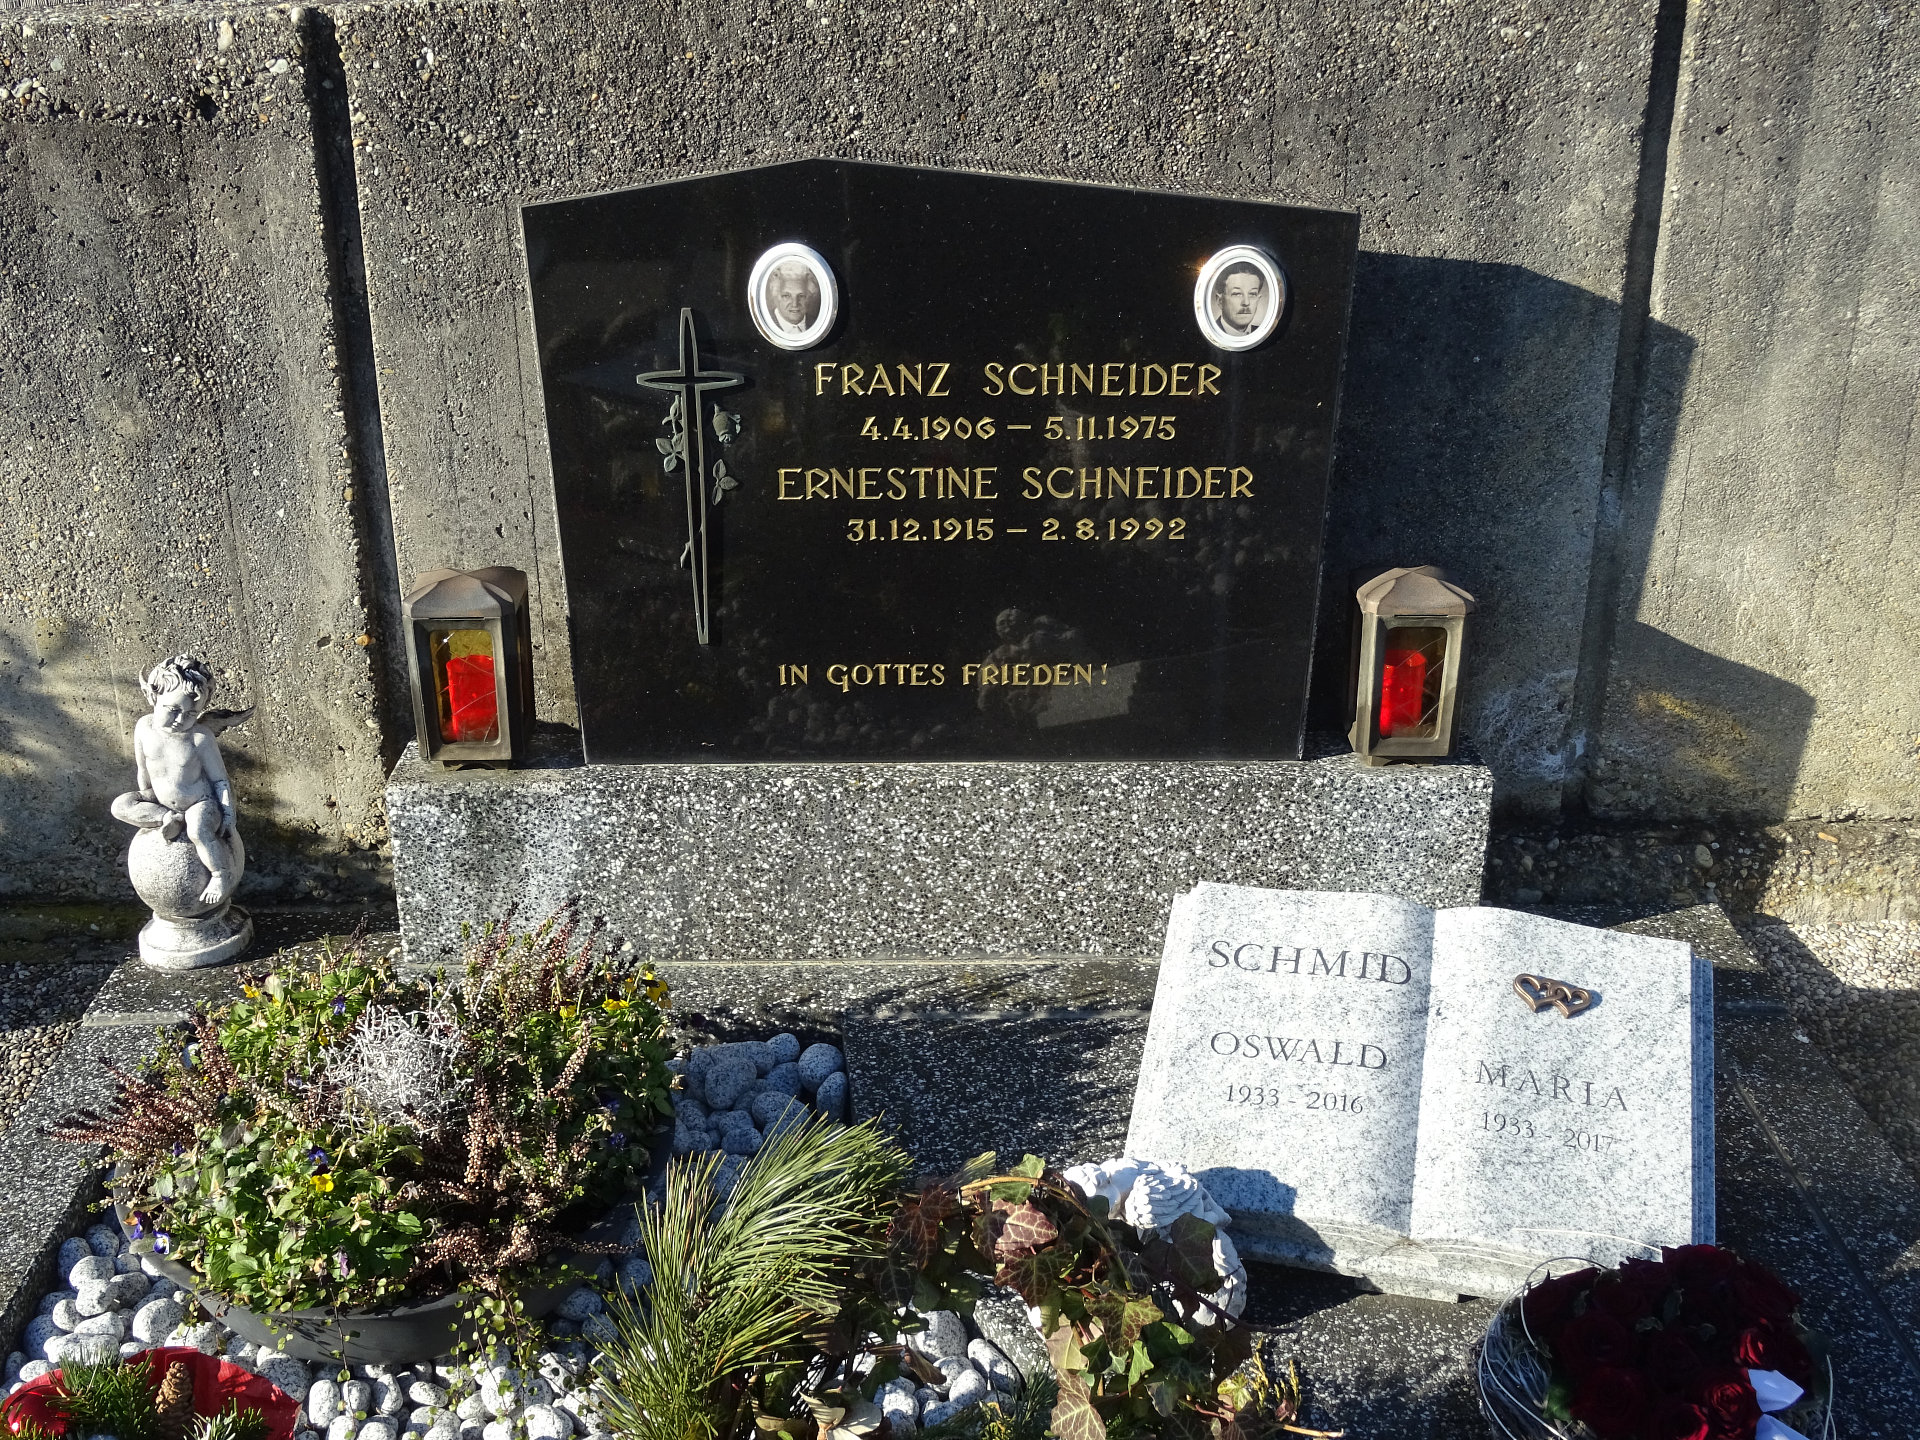 FRANZ SCHNEIDER
4.4.1906 – 5.11.1975
ERNESTINE SCHNEIDER
31.12.1915 – 2.8.1992
IN GOTTES FRIEDEN!
SCHMID
OSWALD
1933 - 2016
MARIA
1933 - 2017